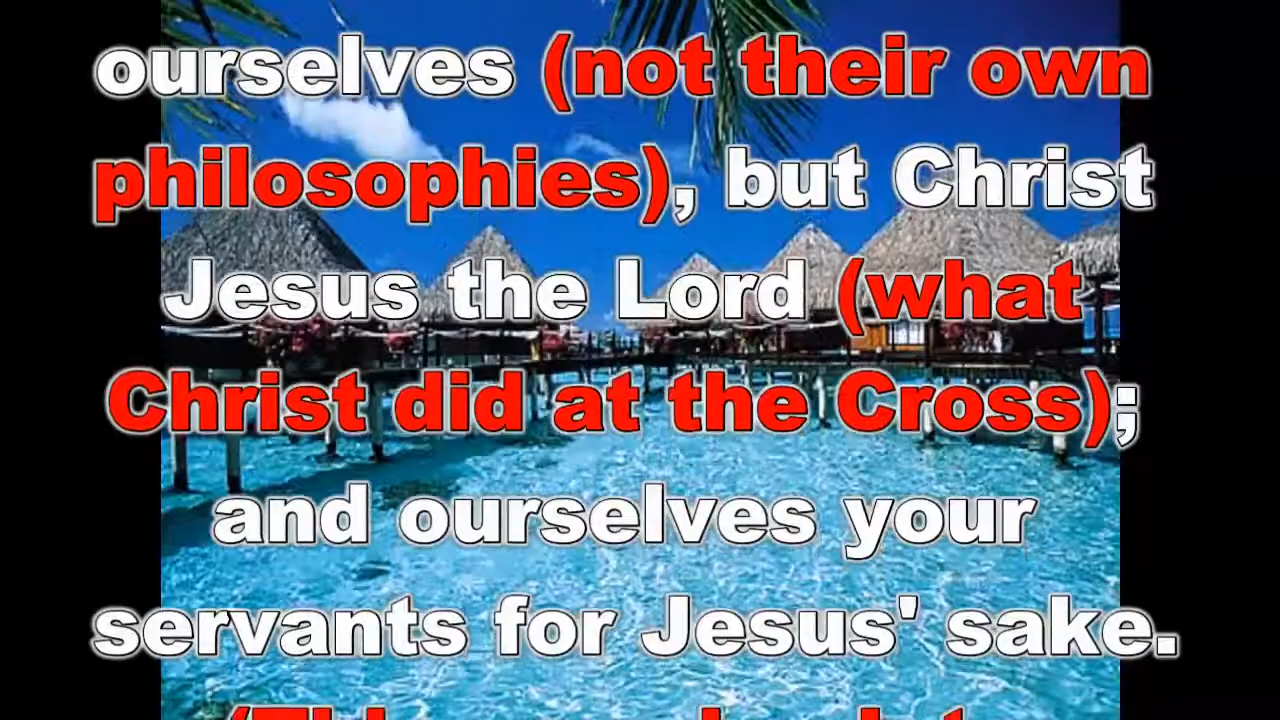 ourselves (not their own
philosophies), but Christ
Jesus the Lord (what
Christ did at the Cross);
and ourselves your
servants for Jesus' sake.